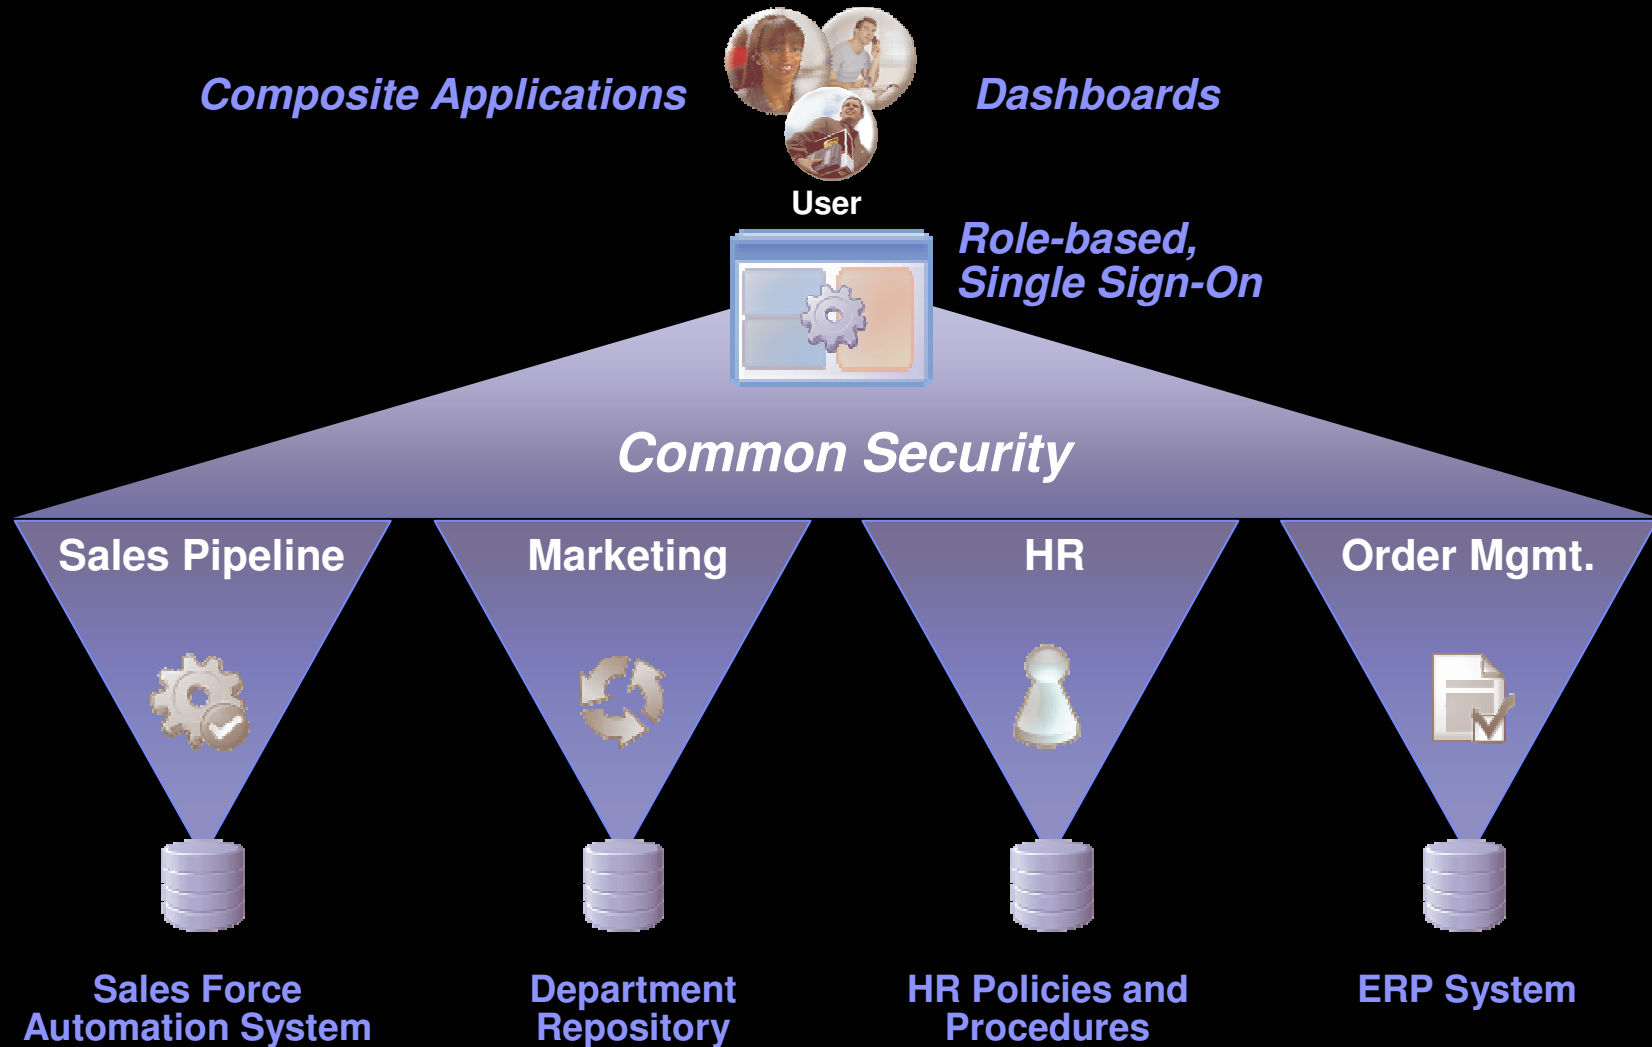 Composite Applications
Dashboards
User
Role-based,
Single Sign-On
Common Security
Sales Pipeline
Marketing
HR
Order Mgmt.
Sales Force
Automation System
Department
Repository
HR Policies and
Procedures
ERP System